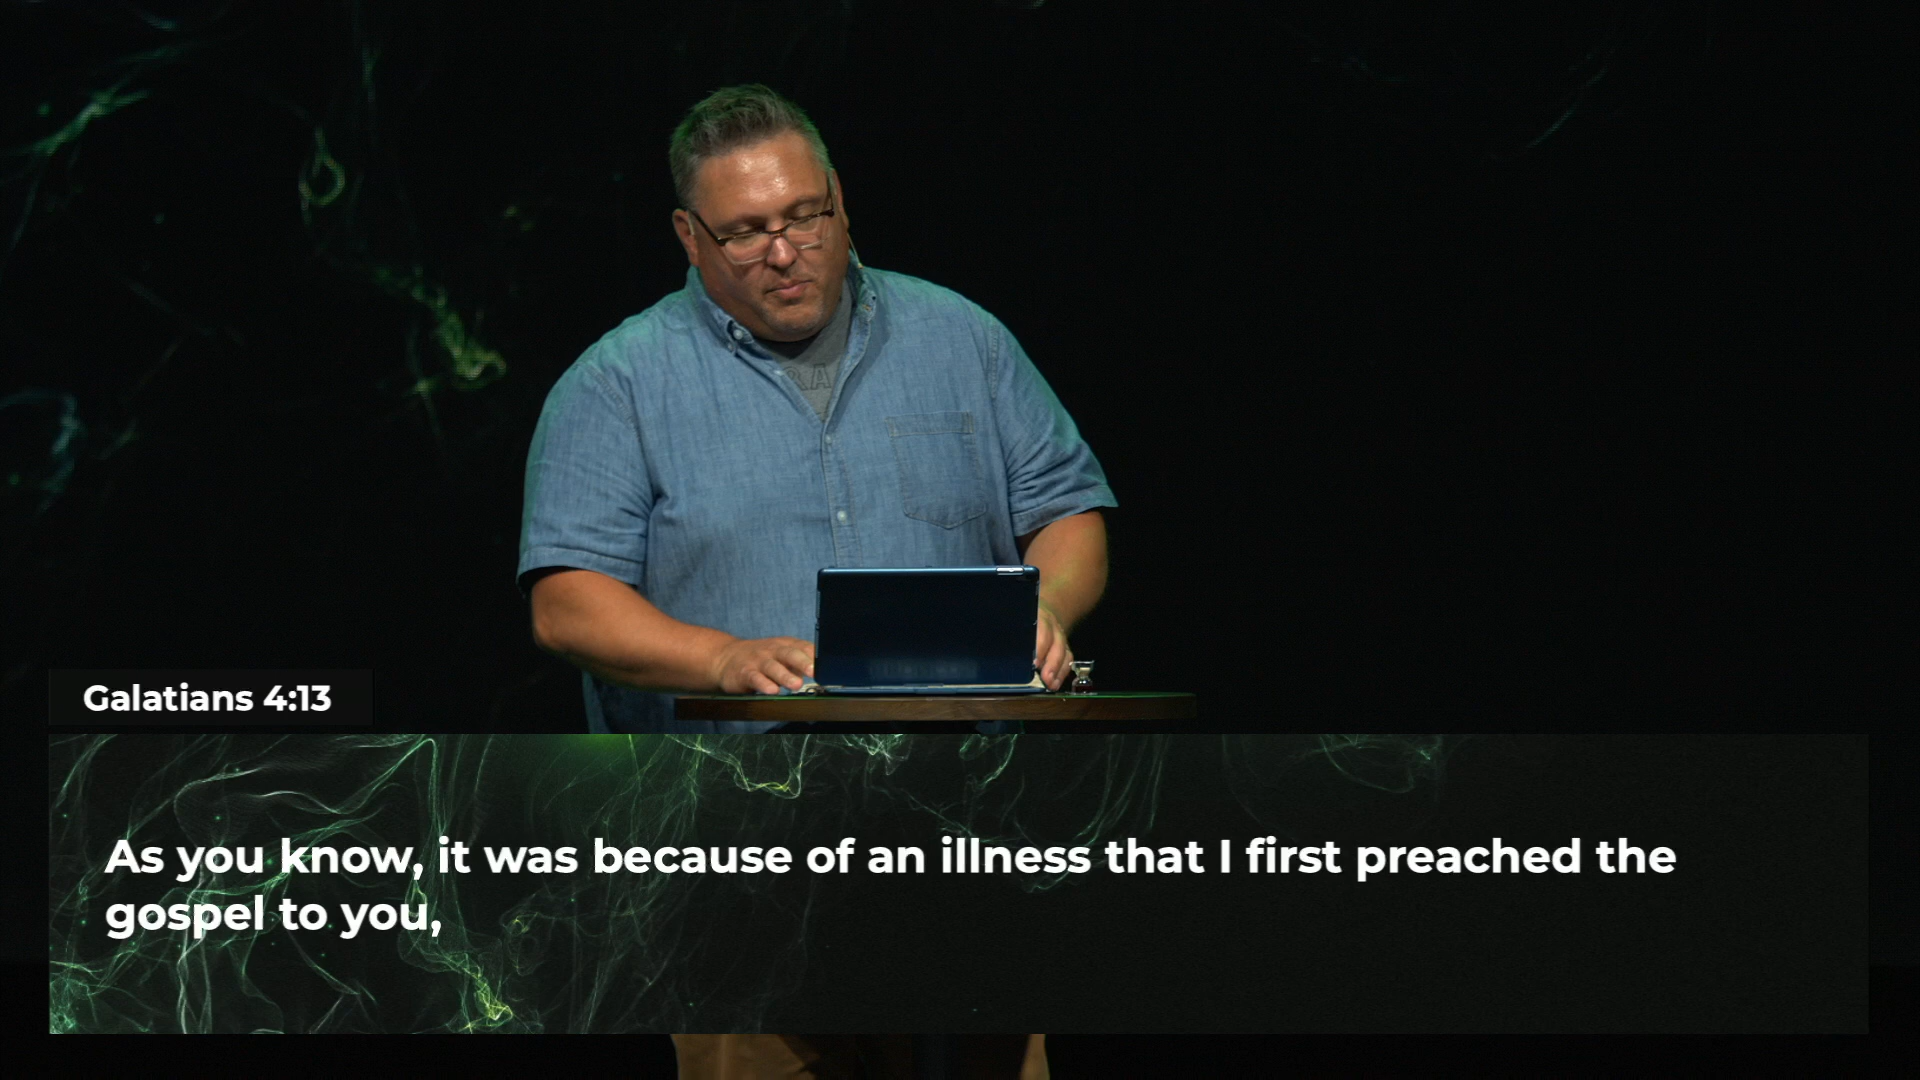 RA
Galatians 4:13
As you know, it was because of an illness that I first preached the
gospel to you,